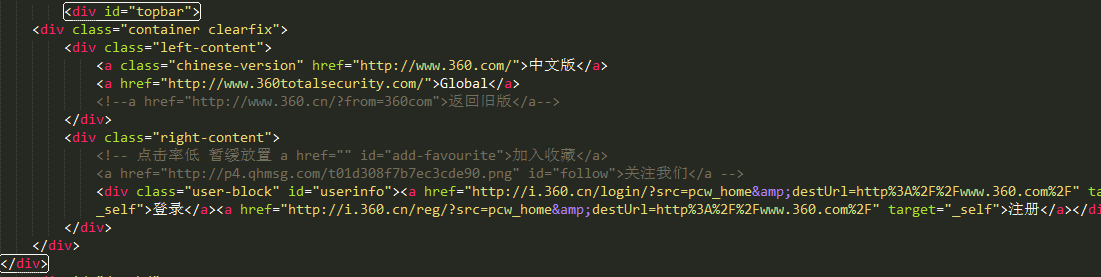 <div id="topbar">
<div class="container clearfix">
<div class="left-content">
<a class="chinese-version" href="http://www.360.com/">中文版</a>
<a href="http://www.360totalsecurity.com/">Global</a>
<!--a href="http://www.360.cn/?from=360com">返回旧版</a-->
</div>
<div class="right-content">
<!-- 点击率低 暂缓放置 a href="" id="add-favourite">加入收藏</a>
<a href="http://p4.qhmsg.com/t01d308f7b7ec3cde90.png" id="follow">关注我们</a -->
<div class="user-block" id="userinfo"><a href="http://i.360.cn/login/?src=pcw_home&amp;destUrl=http%3A%2F%2Fwww.360.com%2F" ta
_self">登录</a><a href="http://i.360.cn/reg/?src=pcw_home&amp;destUrl=http%3A%2F%2Fwww.360.com%2F" target="_self">注册</a></di
</div>
</div>
</div>